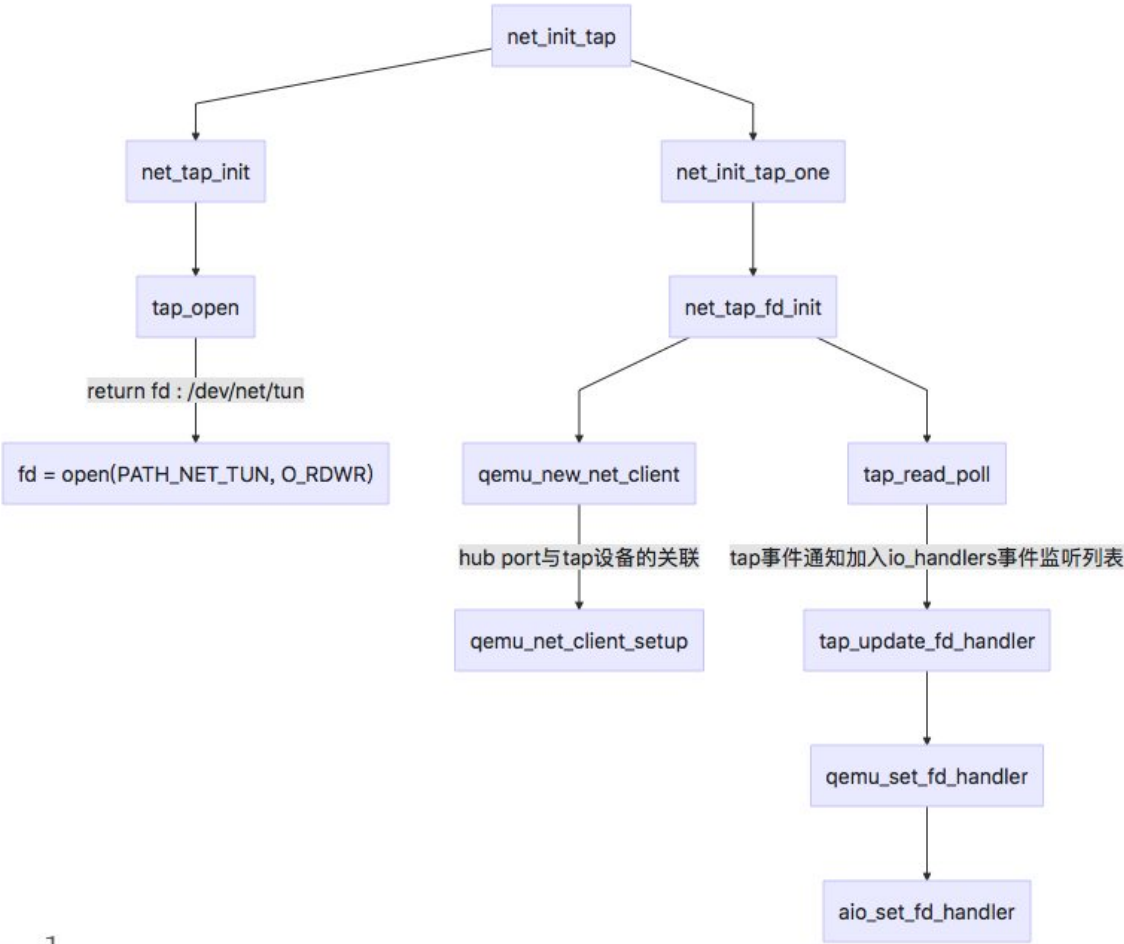 net_init_tap
net_tap_init
net_init_tap_one
tap_open
net_tap_fd_init
return fd : /dev/net/tun
fd = open(PATH_NET_TUN, O_RDWR)
qemu_new_net_client
tap_read_poll
hub port与tap设备的关联
tap事件通知加入io_handlers事件监听列表
qemu_net_client_setup
tap_update_fd_handler
qemu_set_fd_handler
aio_set_fd_handler